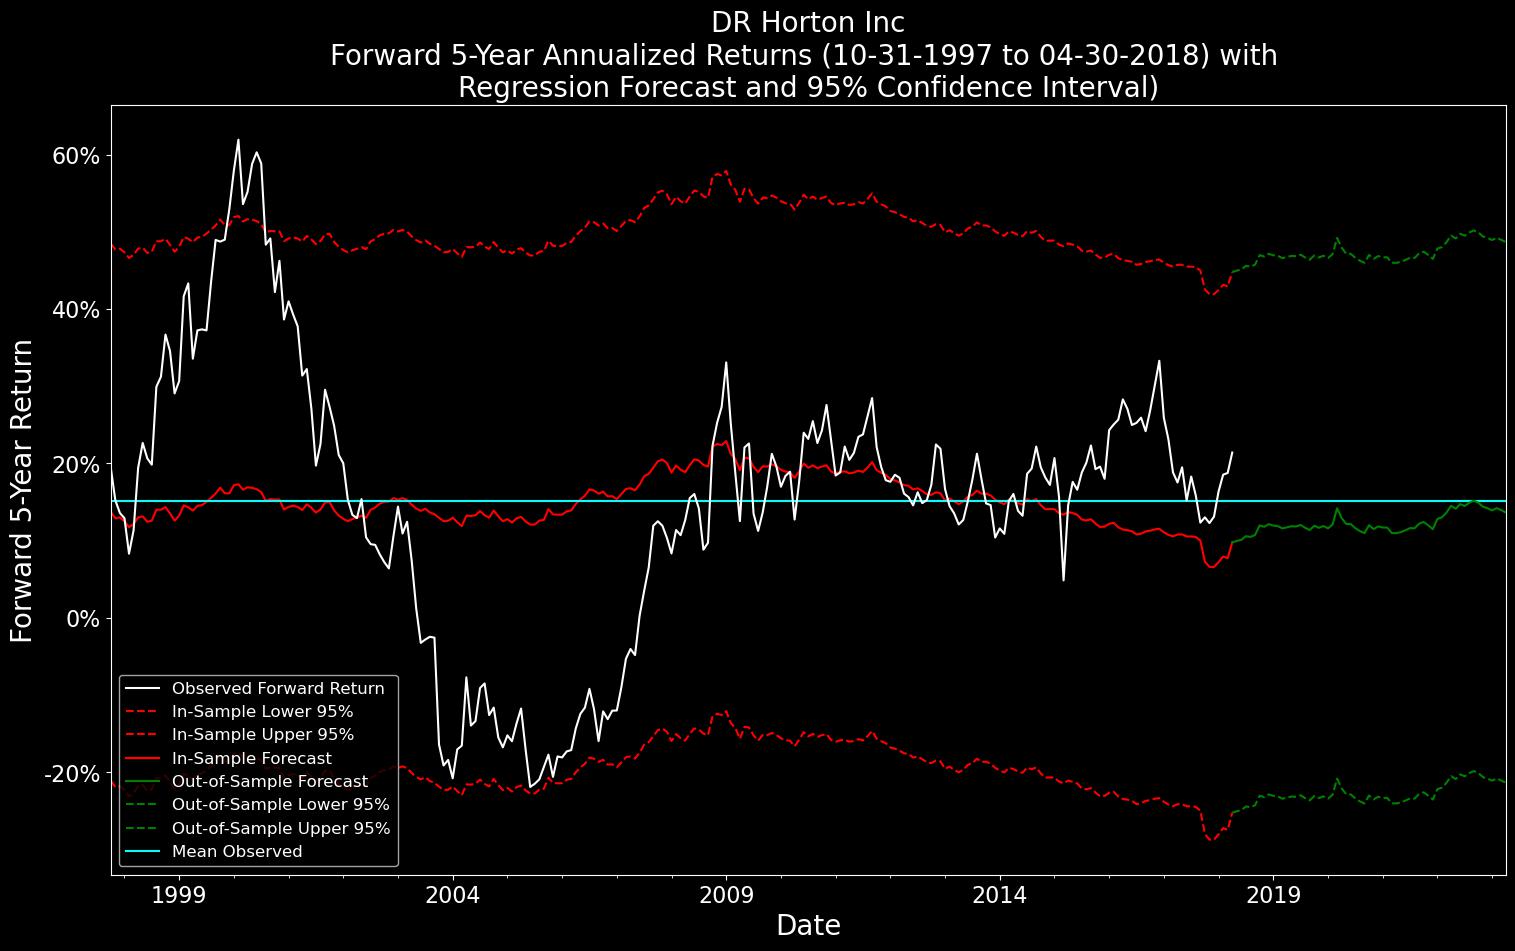 DR Horton Inc
Forward 5-Year Annualized Returns (10-31-1997 to 04-30-2018) with
Regression Forecast and 95% Confidence Interval)
Forward 5-Year Return
60%
40%
20%
0%
-20%
Observed Forward Return
In-Sample Lower 95%
In-Sample Upper 95%
In-Sample Forecast
Out-of-Sample Forecast
Out-of-Sample Lower 95%
Out-of-Sample Upper 95%
Mean Observed
1999 2004 2009 2014 2019
Date